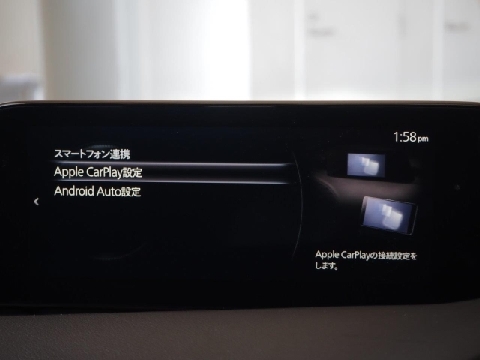 1:58 pm
スマートフォン連携
Apple CarPlay設定
Android Auto設定
Apple CarPlayの接続設定を
します。